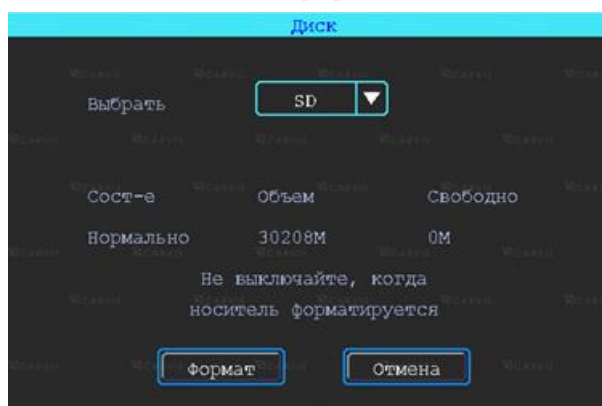 Диск
Выбрать SD
Сост-е Объем Свободно
Нормально 30208M 0M
Не выключайте, когда
носитель форматируется
Формат Отмена